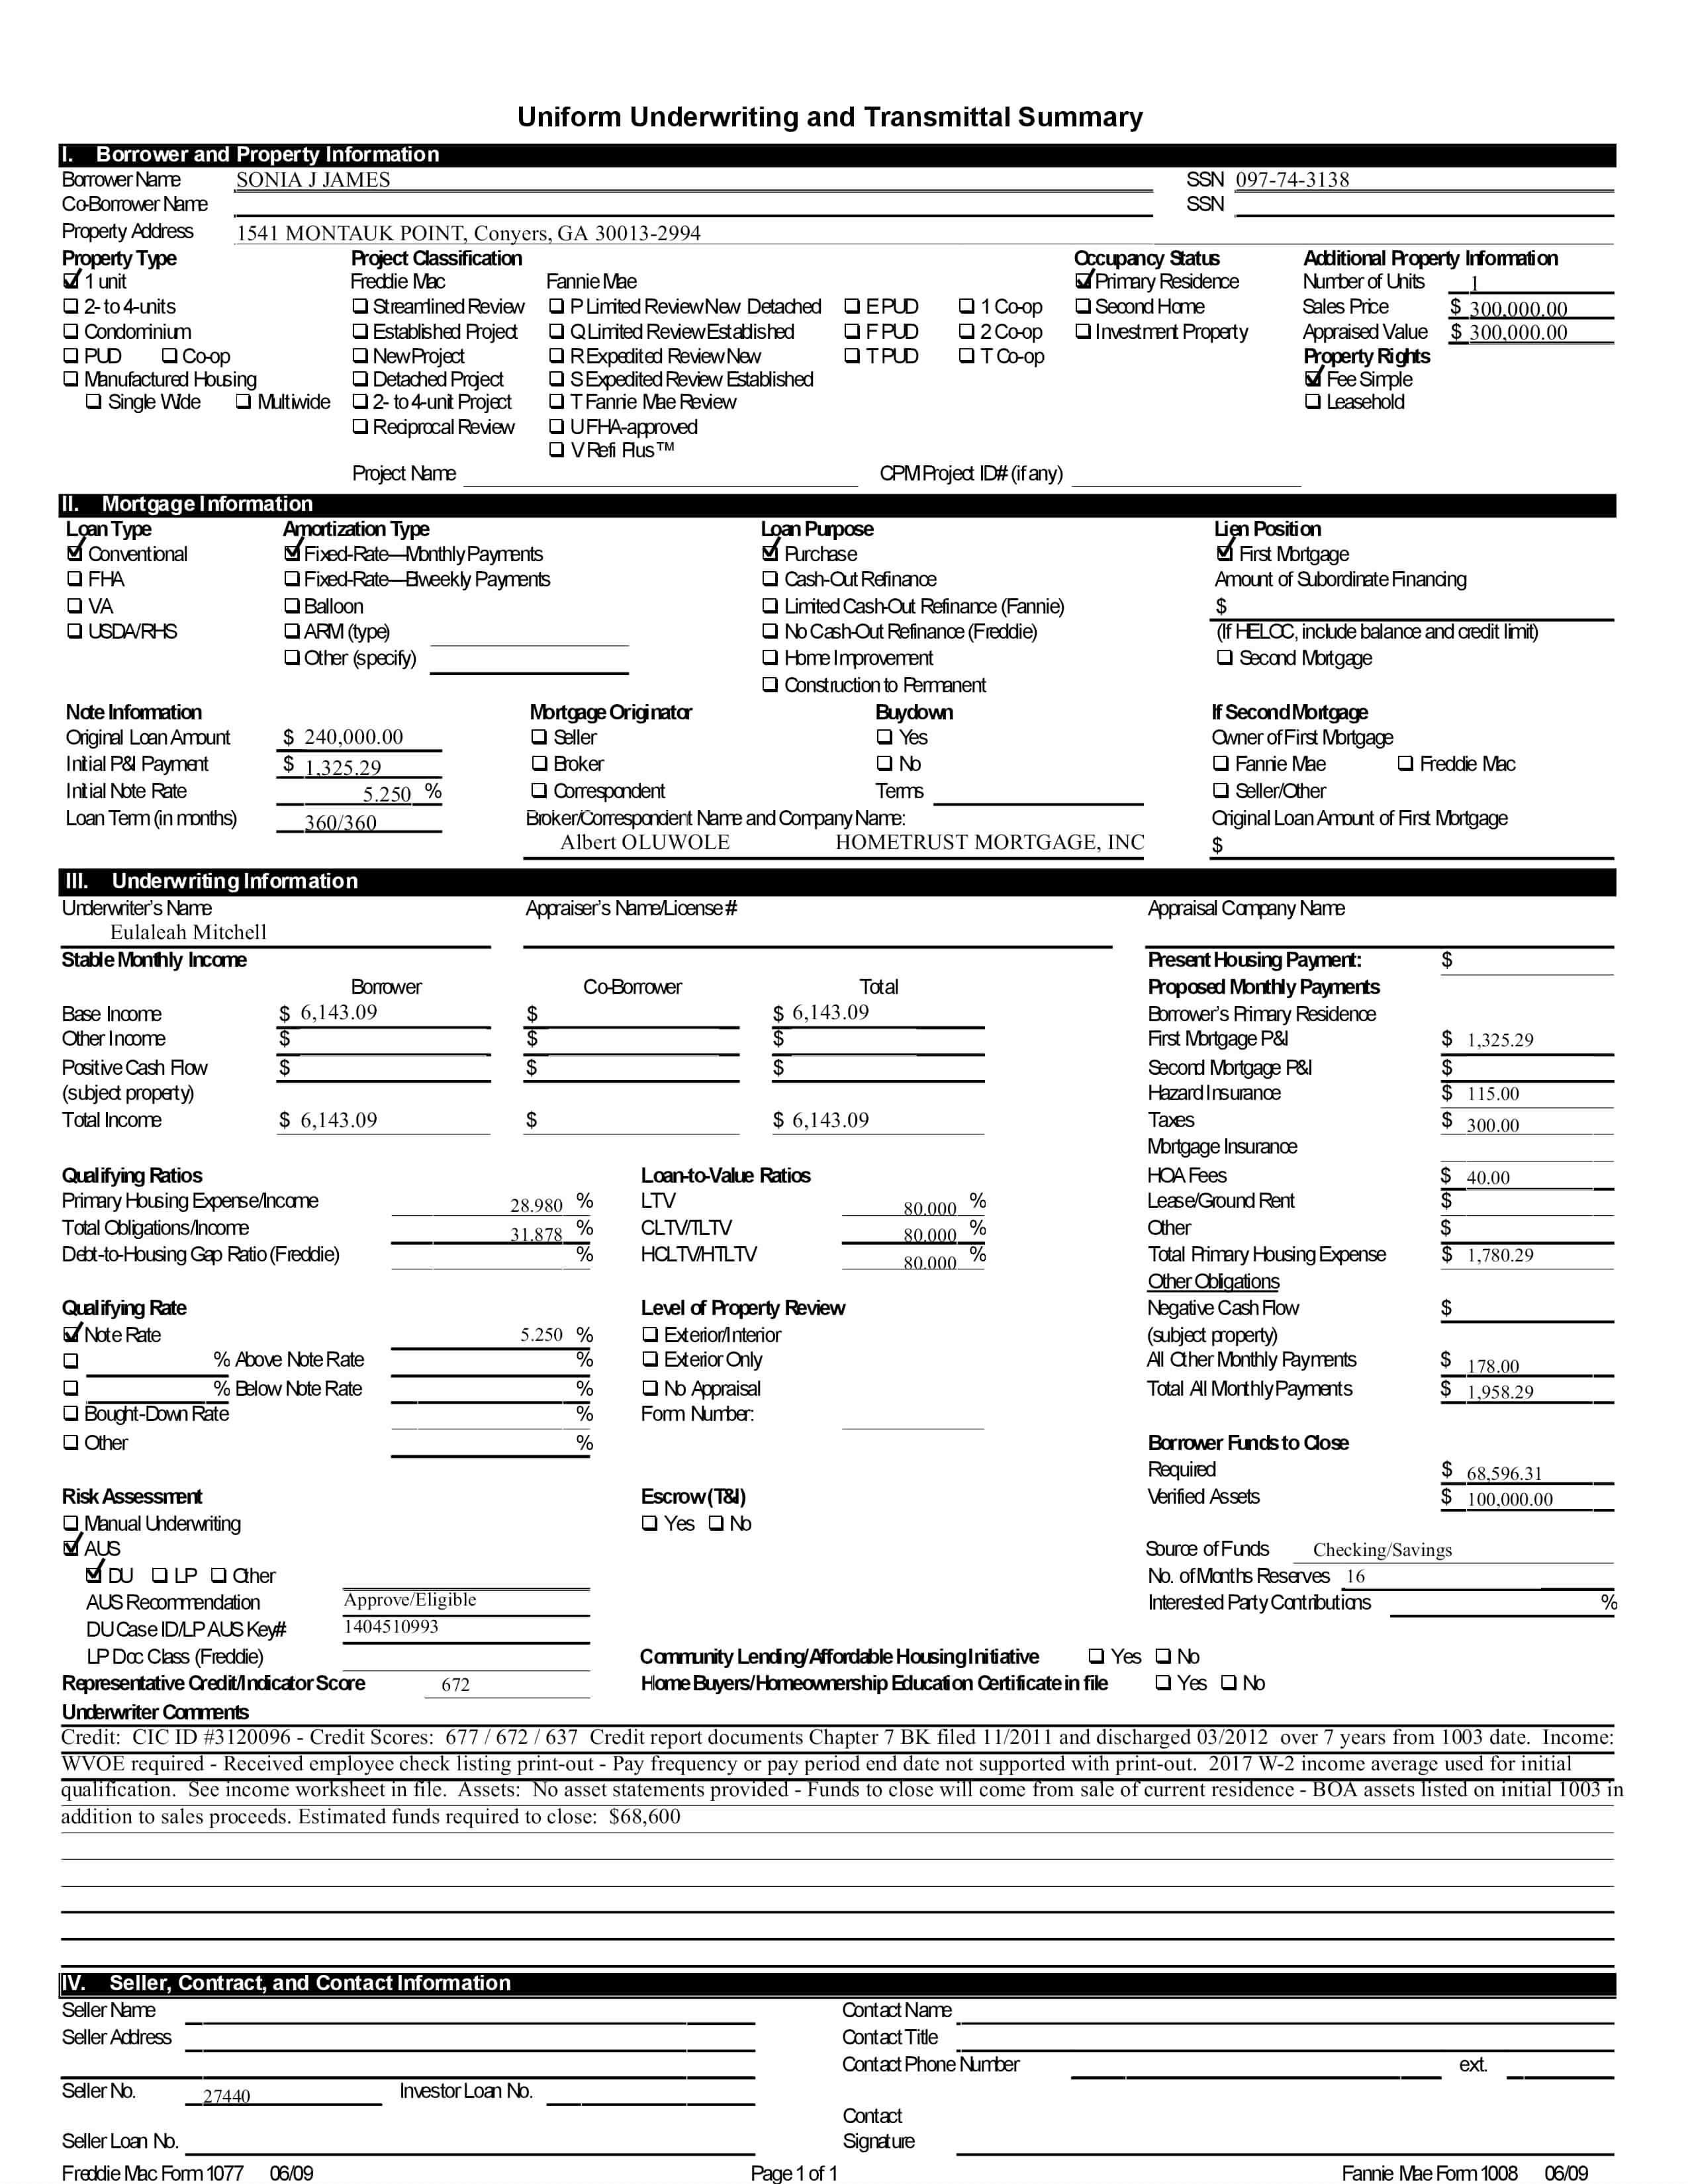 Uniform Underwriting and Transmittal Summary
I. Borrower and Property Information
Borrower Name SONIA J JAMES SSN 097-74-3138
Co-Borrower Name SSN
Property Address 1541 MONTAUK POINT, Conyers, GA 30013-2994
Property Type Project Classification Occupancy Status Additional Property Information
1 unit Freddie Mac Fannie Mae Primary Residence Number of Units 1
2- to 4-units Streamlined Review P Limited Review New Detached E PUD 1 Co-op Second Home Sales Price $ 300,000.00
Condominium Established Project Q Limited Review Established F PUD 2 Co-op Investment Property Appraised Value $ 300,000.00
PUD Co-op New Project R Expedited Review New T PUD T Co-op Property Rights
Manufactured Housing Detached Project S Expedited Review Established Fee Simple
Single Wide Multiwide 2- to 4-unit Project T Fannie Mae Review Leasehold
Reciprocal Review U FHA-approved
V Refi Plus™
Project Name CPM Project ID# (if any)
II. Mortgage Information
Loan Type Amortization Type Loan Purpose Lien Position
Conventional Fixed-Rate—Monthly Payments Purchase First Mortgage
FHA Fixed-Rate—Biweekly Payments Cash-Out Refinance Amount of Subordinate Financing
VA Balloon Limited Cash-Out Refinance (Fannie) $
USDA/RHS ARM (type) No Cash-Out Refinance (Freddie) (If HELOC, include balance and credit limit)
Other (specify) Home Improvement Second Mortgage
Construction to Permanent
Note Information Mortgage Originator Buydown If Second Mortgage
Original Loan Amount $ 240,000.00 Seller Yes Owner of First Mortgage
Initial P&I Payment $ 1,325.29 Broker No Fannie Mae Freddie Mac
Initial Note Rate 5.250 % Correspondent Terms Seller/Other
Loan Term (in months) 360/360 Broker/Correspondent Name and Company Name: Original Loan Amount of First Mortgage
Albert OLUWOLE HOMETRUST MORTGAGE, INC $
III. Underwriting Information
Underwriter's Name Appraiser's Name/License # Appraisal Company Name
Eulaleah Mitchell
Stable Monthly Income Present Housing Payment: $
Borrower Co-Borrower Total Proposed Monthly Payments
Base Income $ 6,143.09 $ $ 6,143.09 Borrower's Primary Residence
Other Income $ $ $ First Mortgage P&I $ 1,325.29
Positive Cash Flow $ $ $ Second Mortgage P&I $
(subject property) Hazard Insurance $ 115.00
Total Income $ 6,143.09 $ $ 6,143.09 Taxes $ 300.00
Mortgage Insurance
Qualifying Ratios Loan-to-Value Ratios HOA Fees $ 40.00
Primary Housing Expense/Income 28.980 % LTV 80.000 % Lease/Ground Rent $
Total Obligations/Income 31.878 % CLTV/TLTV 80.000 % Other $
Debt-to-Housing Gap Ratio (Freddie) % HCLTV/HTLTV 80.000 % Total Primary Housing Expense $ 1,780.29
Other Obligations
Qualifying Rate Level of Property Review Negative Cash Flow $
Note Rate 5.250 % Exterior/Interior (subject property)
% Above Note Rate % Exterior Only All Other Monthly Payments $ 178.00
% Below Note Rate % No Appraisal Total All Monthly Payments $ 1,958.29
Bought-Down Rate % Form Number:
Other % Borrower Funds to Close
Required $ 68,596.31
Risk Assessment Escrow (T&I) Verified Assets $ 100,000.00
Manual Underwriting Yes No
AUS Source of Funds Checking/Savings
DU LP Other No. of Months Reserves 16
AUS Recommendation Approve/Eligible Interested Party Contributions %
DU Case ID/LP AUS Key# 1404510993
LP Doc Class (Freddie) Community Lending/Affordable Housing Initiative Yes No
Representative Credit/Indicator Score 672 Home Buyers/Homeownership Education Certificate in file Yes No
Underwriter Comments
Credit: CIC ID #3120096 - Credit Scores: 677 / 672 / 637 Credit report documents Chapter 7 BK filed 11/2011 and discharged 03/2012 over 7 years from 1003 date. Income:
WVOE required - Received employee check listing print-out - Pay frequency or pay period end date not supported with print-out. 2017 W-2 income average used for initial
qualification. See income worksheet in file. Assets: No asset statements provided - Funds to close will come from sale of current residence - BOA assets listed on initial 1003 in
addition to sales proceeds. Estimated funds required to close: $68,600
IV. Seller, Contract, and Contact Information
Seller Name Contact Name
Seller Address Contact Title
Contact Phone Number ext.
Seller No. 27440 Investor Loan No.
Contact
Seller Loan No. Signature
Freddie Mac Form 1077 06/09 Page 1 of 1 Fannie Mae Form 1008 06/09